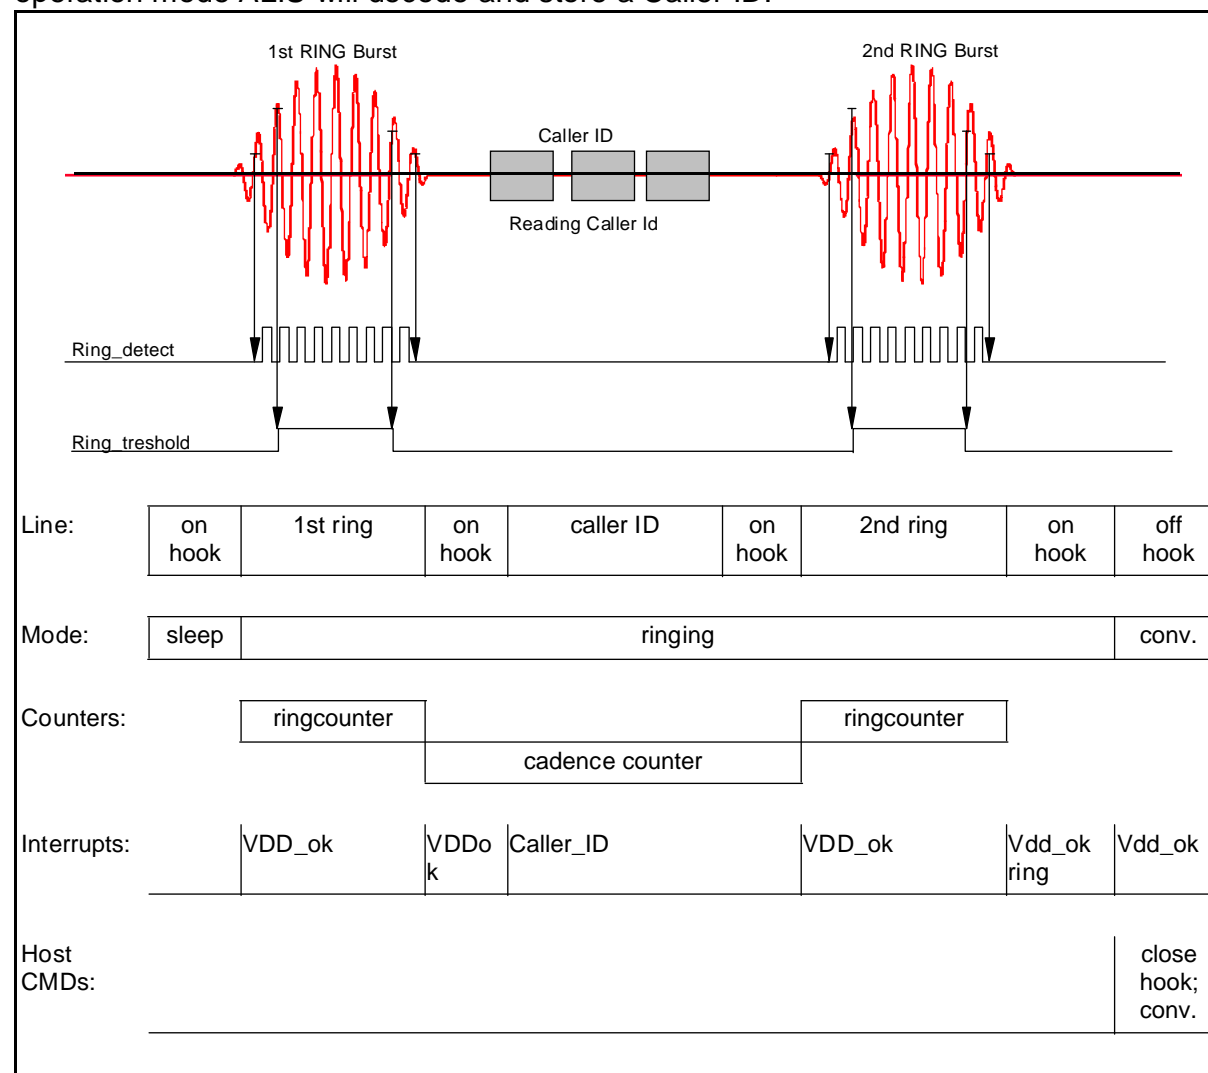 operation mode ALIS will decode and store a Caller ID.
1st RING Burst
2nd RING Burst
Caller ID
Reading Caller Id
Ring_detect
Ring_treshold
Line: on 1st ring on caller ID on 2nd ring on off
hook hook hook hook hook
Mode: sleep ringing conv.
Counters: ringcounter ringcounter
cadence counter
Interrupts: VDD_ok VDDo Caller_ID VDD_ok Vdd_ok Vdd_ok
k ring
Host close
CMDs: hook;
conv.